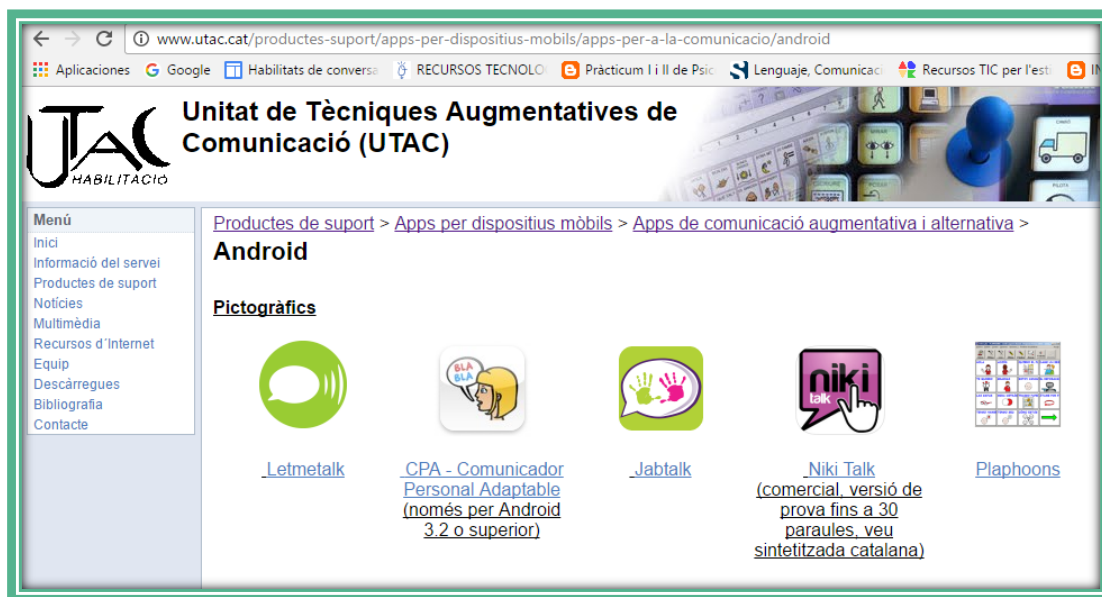 www.utac.cat/productes-suport/apps-per-dispositius-mobils/apps-per-a-la-comunicacio/android
Aplicaciones Google Habilitats de conversa RECURSOS TECNOLO Pràcticum I i II de Psic Lenguaje, Comunicaci Recursos TIC per l'esti
UTAC
HABILITACIÓ
Unitat de Tècniques Augmentatives de
Comunicació (UTAC)
Menú
Inici
Informació del servei
Productes de suport
Notícies
Multimèdia
Recursos d´Internet
Equip
Descàrregues
Bibliografia
Contacte
Productes de suport > Apps per dispositius mòbils > Apps de comunicació augmentativa i alternativa >
Android
Pictogràfics
BLA
BLA
niki
talk
Letmetalk
CPA - Comunicador
Personal Adaptable
(només per Android
3.2 o superior)
Jabtalk
Niki Talk
(comercial, versió de
prova fins a 30
paraules, veu
sintetitzada catalana)
Plaphoons